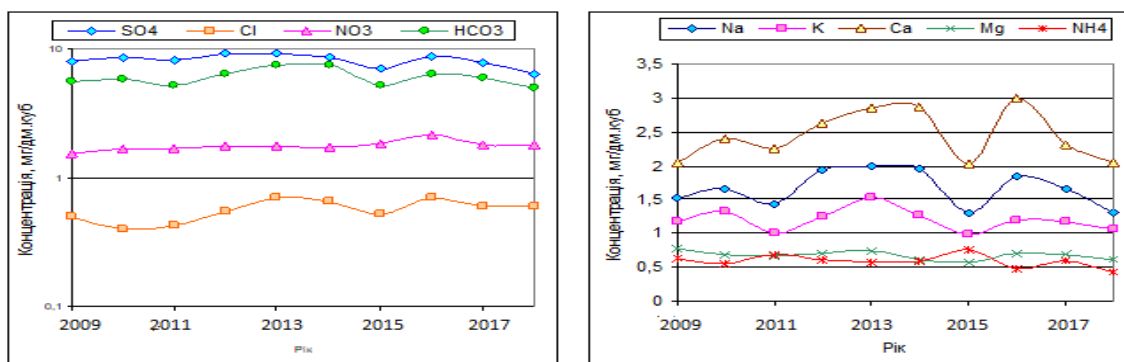 SO4 Cl NO3 HCO3
10
1
0,1
Концентрація, мг/дм.куб
2009 2011 2013 2015 2017
Рік
Na K Ca Mg NH4
3,5
3
2,5
2
1,5
1
0,5
0
Концентрація, мг/дм.куб
2009 2011 2013 2015 2017
Рік